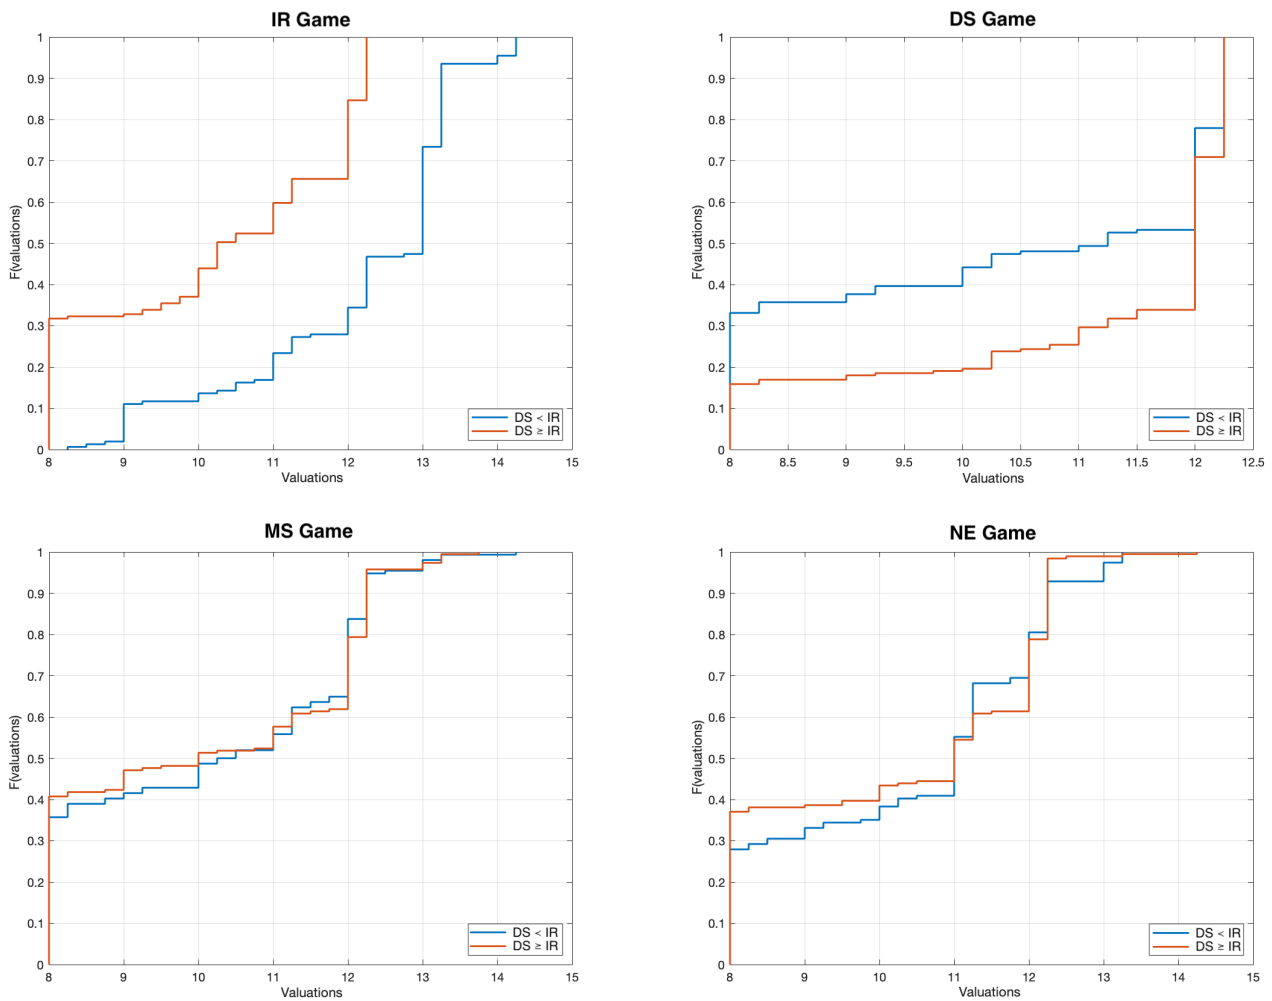 IR Game
1
0.9
0.8
0.7
0.6
0.5
0.4
0.3
0.2
0.1
0
F(valuations)
8 9 10 11 12 13 14 15
Valuations
DS < IR
DS ≥ IR
DS Game
1
0.9
0.8
0.7
0.6
0.5
0.4
0.3
0.2
0.1
0
F(valuations)
8 8.5 9 9.5 10 10.5 11 11.5 12 12.5
Valuations
DS < IR
DS ≥ IR
MS Game
1
0.9
0.8
0.7
0.6
0.5
0.4
0.3
0.2
0.1
0
F(valuations)
8 9 10 11 12 13 14 15
Valuations
DS < IR
DS ≥ IR
NE Game
1
0.9
0.8
0.7
0.6
0.5
0.4
0.3
0.2
0.1
0
F(valuations)
8 9 10 11 12 13 14 15
Valuations
DS < IR
DS ≥ IR